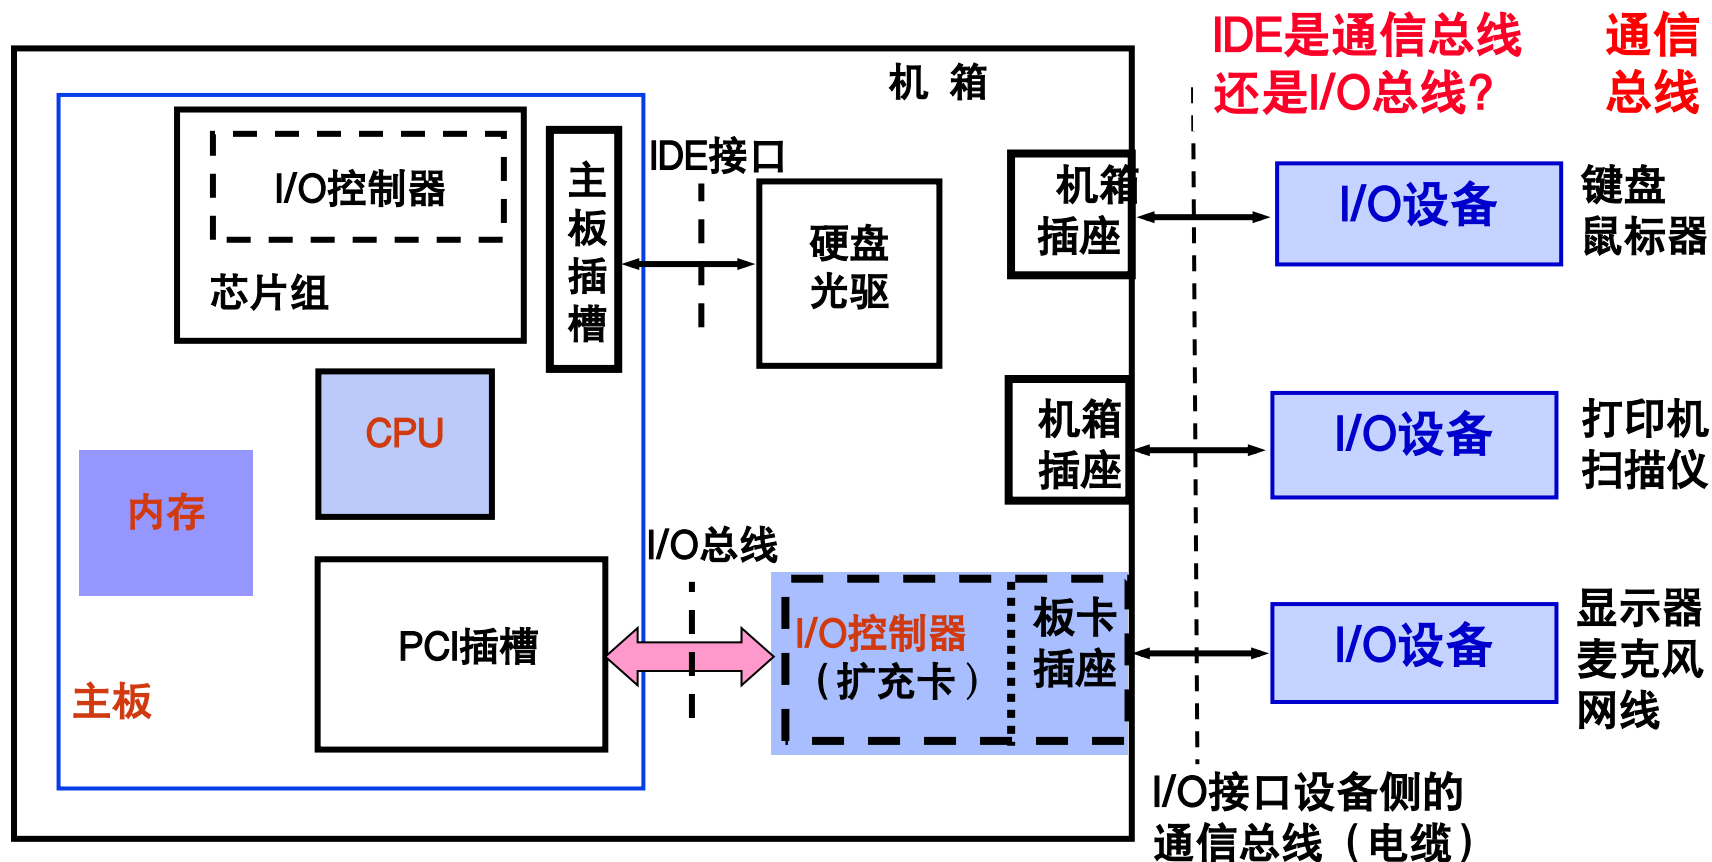 IDE是通信总线
还是I/O总线?
通信
总线
机 箱
I/O控制器
芯片组
主板插槽
IDE接口
硬盘
光驱
机箱
插座
I/O设备
键盘
鼠标器
CPU
内存
机箱
插座
I/O设备
打印机
扫描仪
I/O总线
PCI插槽
I/O控制器
（扩充卡）
板卡
插座
I/O设备
显示器
麦克风
网线
主板
I/O接口设备侧的
通信总线（电缆）